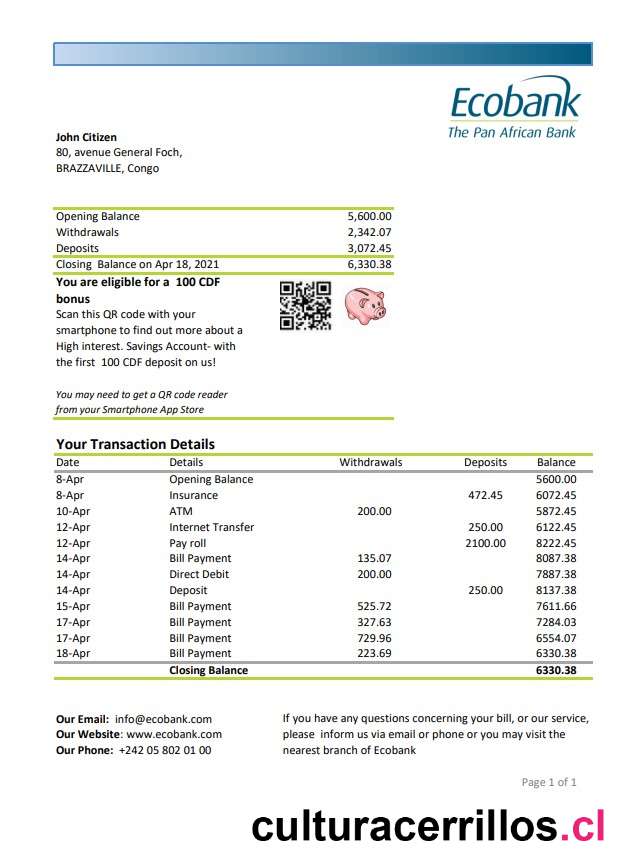 Ecobank
The Pan African Bank
John Citizen
80, avenue General Foch,
BRAZZAVILLE, Congo
Opening Balance 5,600.00
Withdrawals 2,342.07
Deposits 3,072.45
Closing Balance on Apr 18, 2021 6,330.38
You are eligible for a 100 CDF
bonus
Scan this QR code with your
smartphone to find out more about a
High interest. Savings Account- with
the first 100 CDF deposit on us!
You may need to get a QR code reader
from your Smartphone App Store
Your Transaction Details
Date Details Withdrawals Deposits Balance
8-Apr Opening Balance 5600.00
8-Apr Insurance 472.45 6072.45
10-Apr ATM 200.00 5872.45
12-Apr Internet Transfer 250.00 6122.45
12-Apr Pay roll 2100.00 8222.45
14-Apr Bill Payment 135.07 8087.38
14-Apr Direct Debit 200.00 7887.38
14-Apr Deposit 250.00 8137.38
15-Apr Bill Payment 525.72 7611.66
17-Apr Bill Payment 327.63 7284.03
17-Apr Bill Payment 729.96 6554.07
18-Apr Bill Payment 223.69 6330.38
Closing Balance 6330.38
Our Email: info@ecobank.com
Our Website: www.ecobank.com
Our Phone: +242 05 802 01 00
If you have any questions concerning your bill, or our service,
please inform us via email or phone or you may visit the
nearest branch of Ecobank
Page 1 of 1
culturacerrillos.cl